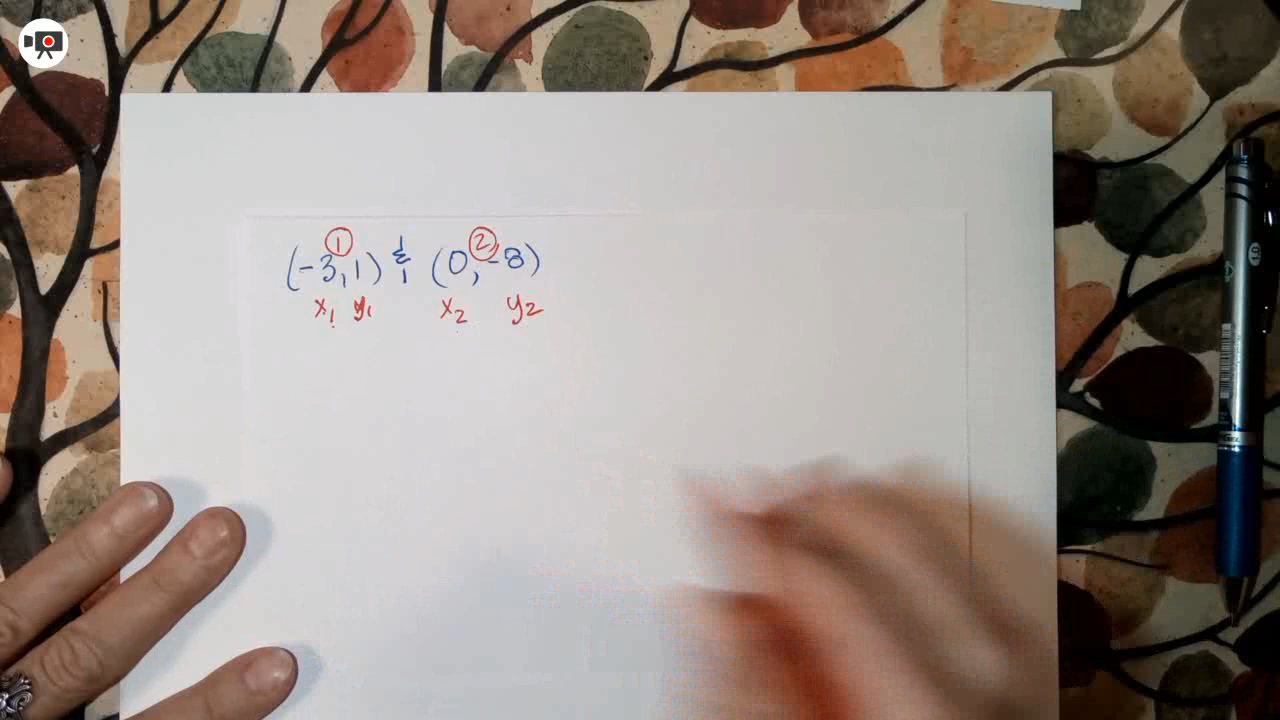 ① ②
(-3, 1) & (0, -8)
x₁ y₁ x₂ y₂